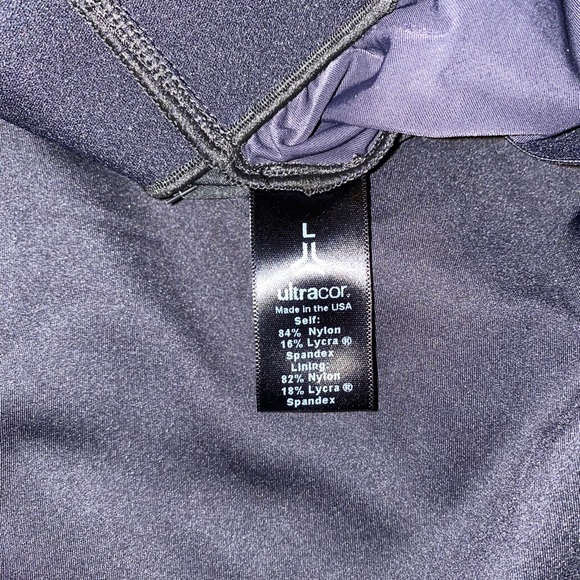 L
ultracor®
Made in the USA
Self:
84% Nylon
16% Lycra ®
Spandex
Lining:
82% Nylon
18% Lycra ®
Spandex